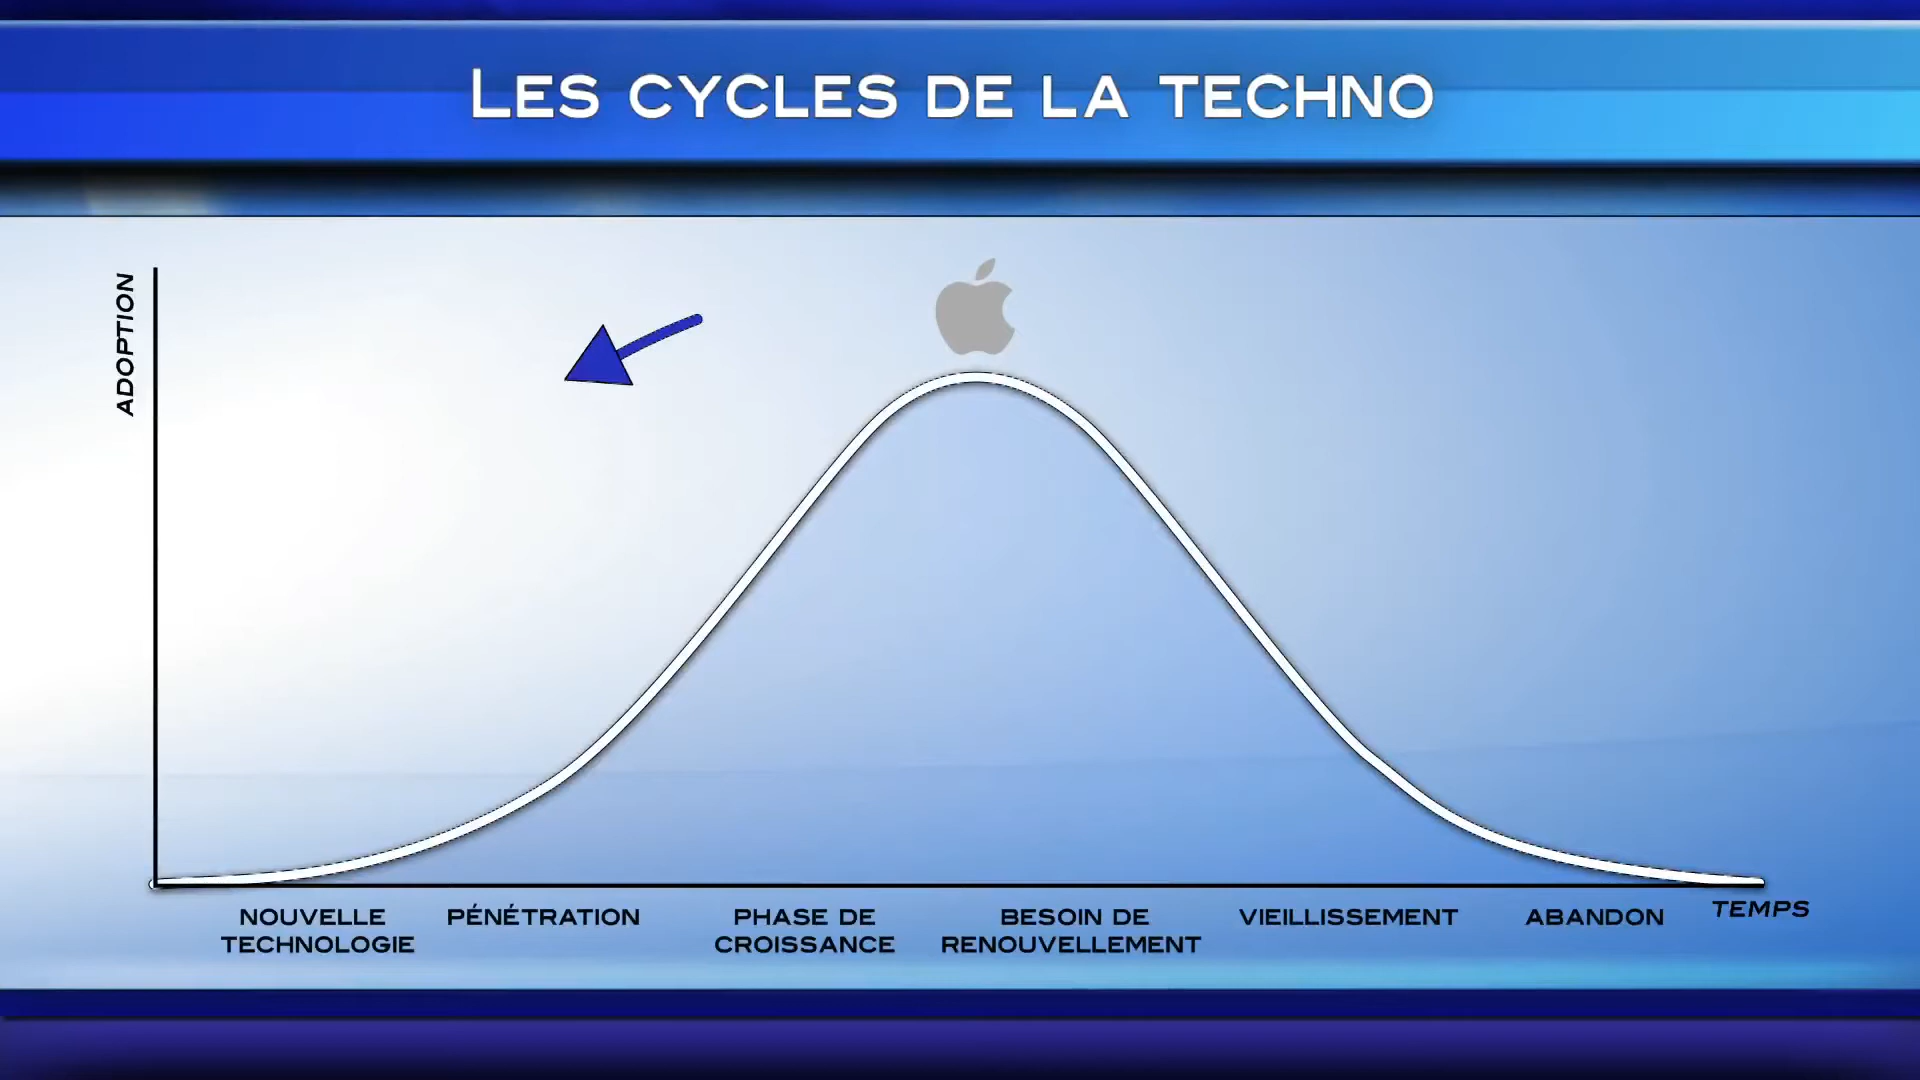 LES CYCLES DE LA TECHNO
ADOPTION
NOUVELLE
TECHNOLOGIE
PÉNÉTRATION
PHASE DE
CROISSANCE
BESOIN DE
RENOUVELLEMENT
VIEILLISSEMENT
ABANDON
TEMPS